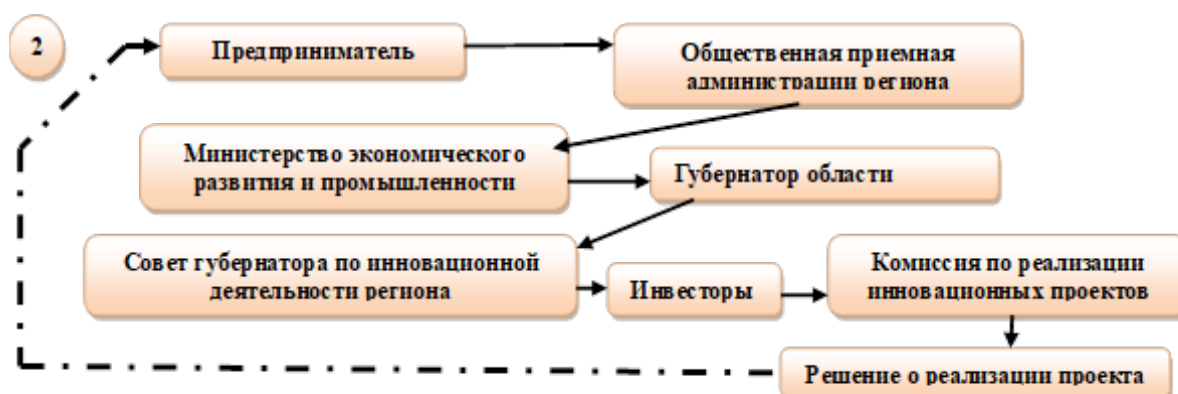 2
Предприниматель
Общественная приемная
администрации региона
Министерство экономического
развития и промышленности
Губернатор области
Совет губернатора по инновационной
деятельности региона
Инвесторы
Комиссия по реализации
инновационных проектов
Решение о реализации проекта